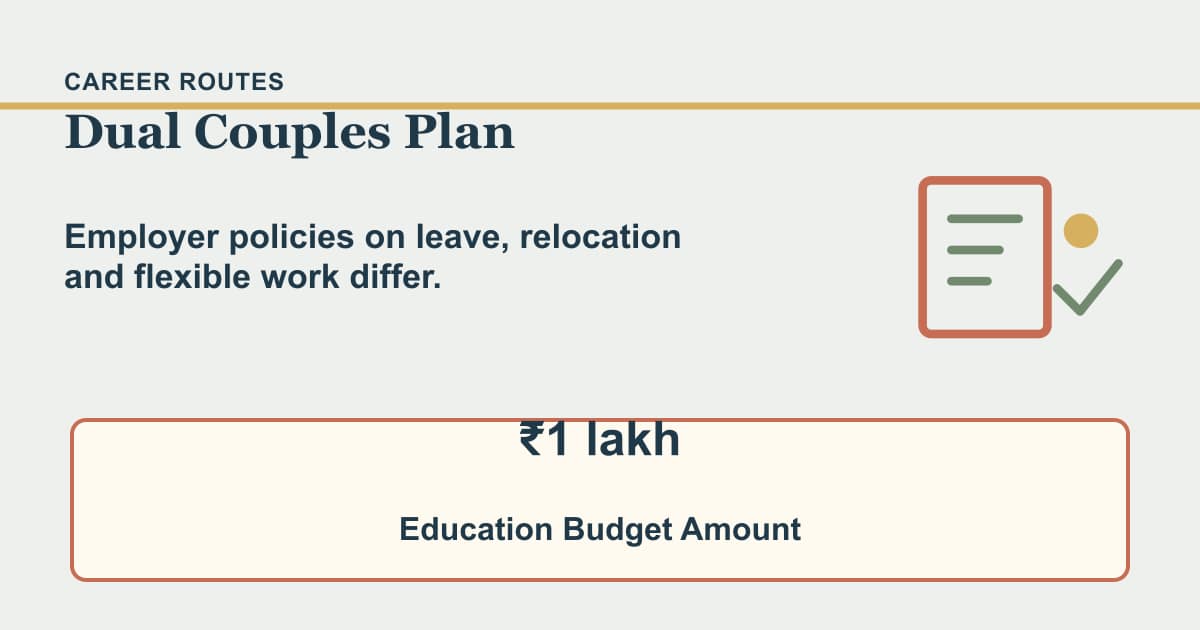 CAREER ROUTES
Dual Couples Plan
Employer policies on leave, relocation
and flexible work differ.
₹1 lakh
Education Budget Amount